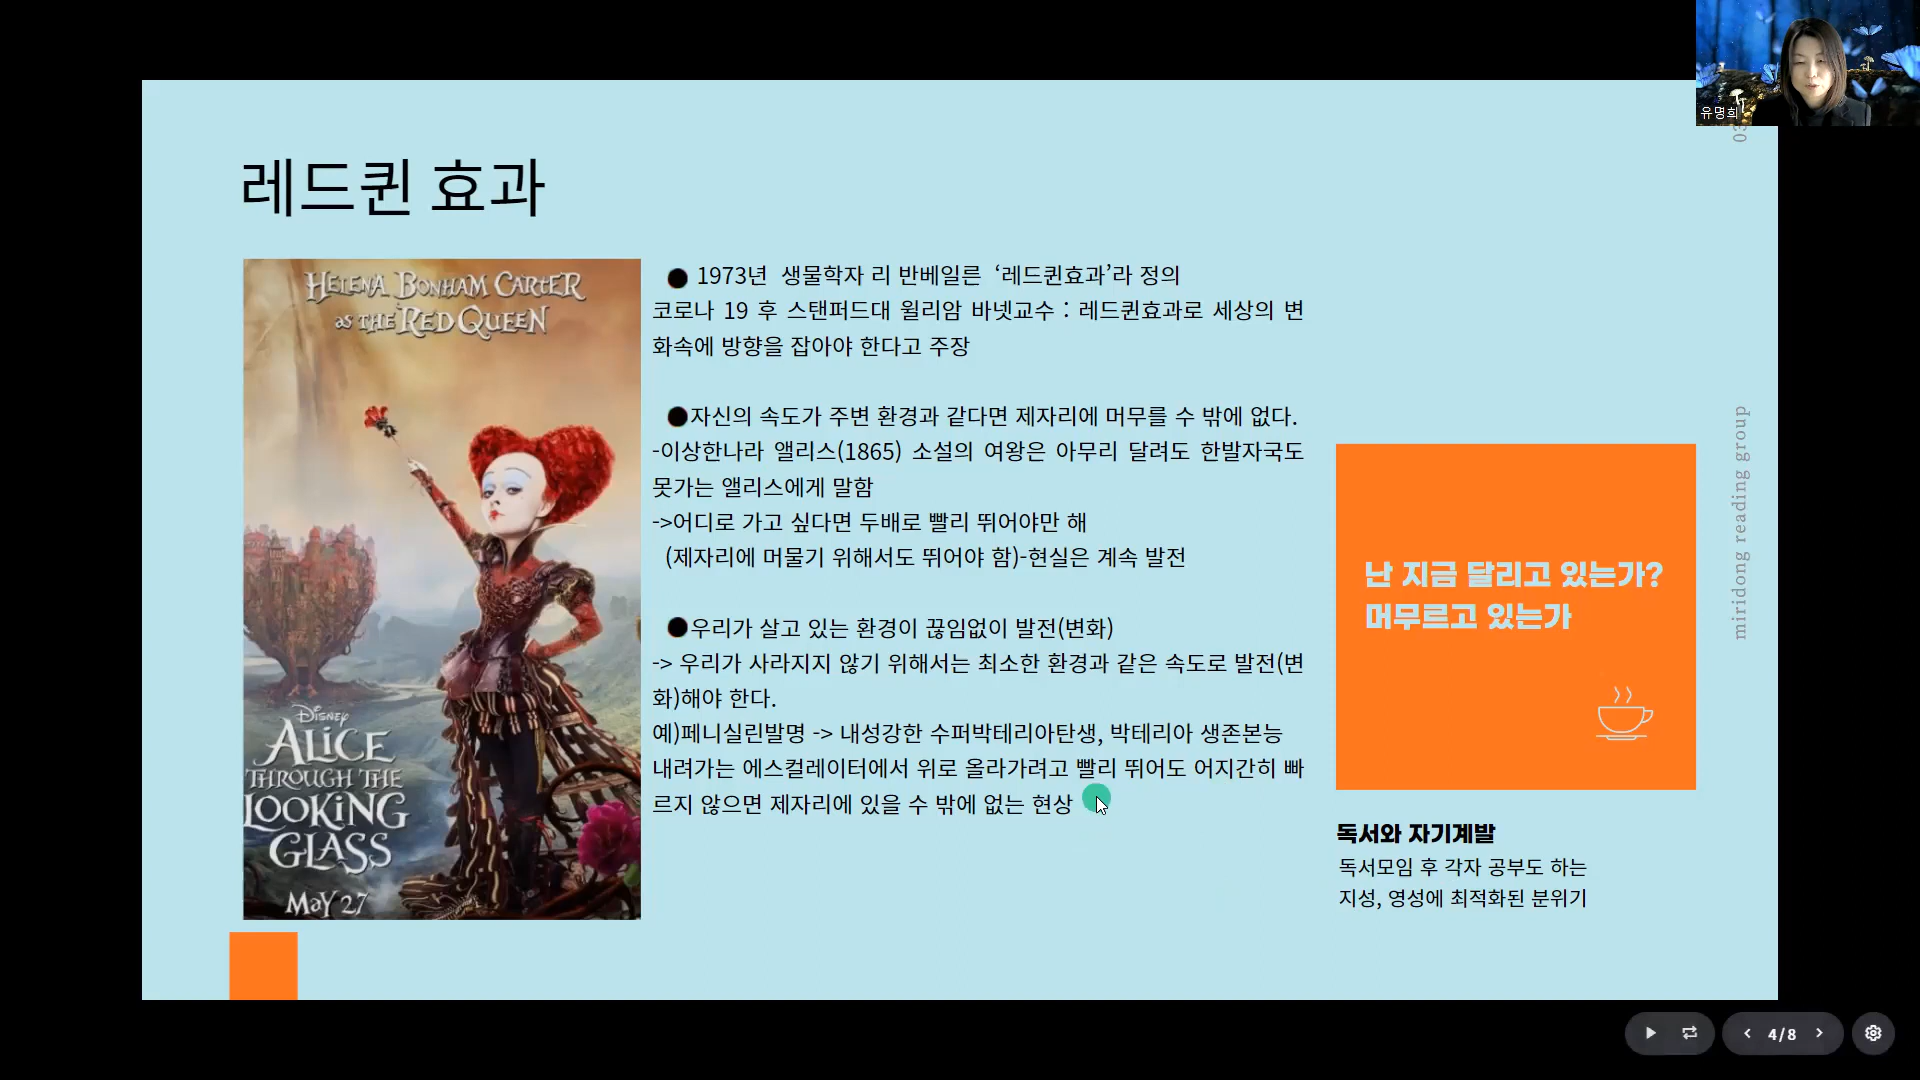 유명희
03
레드퀸 효과
HELENA BONHAM CARTER
as THE RED QUEEN
DISNEY
ALICE
THROUGH THE
LOOKING
GLASS
MAY 27
● 1973년 생물학자 리 반베일른 ‘레드퀸효과’라 정의
코로나 19 후 스탠퍼드대 윌리암 바넷교수 : 레드퀸효과로 세상의 변
화속에 방향을 잡아야 한다고 주장
●자신의 속도가 주변 환경과 같다면 제자리에 머무를 수 밖에 없다.
-이상한나라 앨리스(1865) 소설의 여왕은 아무리 달려도 한발자국도
못가는 앨리스에게 말함
->어디로 가고 싶다면 두배로 빨리 뛰어야만 해
(제자리에 머물기 위해서도 뛰어야 함)-현실은 계속 발전
●우리가 살고 있는 환경이 끊임없이 발전(변화)
-> 우리가 사라지지 않기 위해서는 최소한 환경과 같은 속도로 발전(변
화)해야 한다.
예)페니실린발명 -> 내성강한 수퍼박테리아탄생, 박테리아 생존본능
내려가는 에스컬레이터에서 위로 올라가려고 빨리 뛰어도 어지간히 빠
르지 않으면 제자리에 있을 수 밖에 없는 현상
난 지금 달리고 있는가?
머무르고 있는가
독서와 자기계발
독서모임 후 각자 공부도 하는
지성, 영성에 최적화된 분위기
miridong reading group
4/8